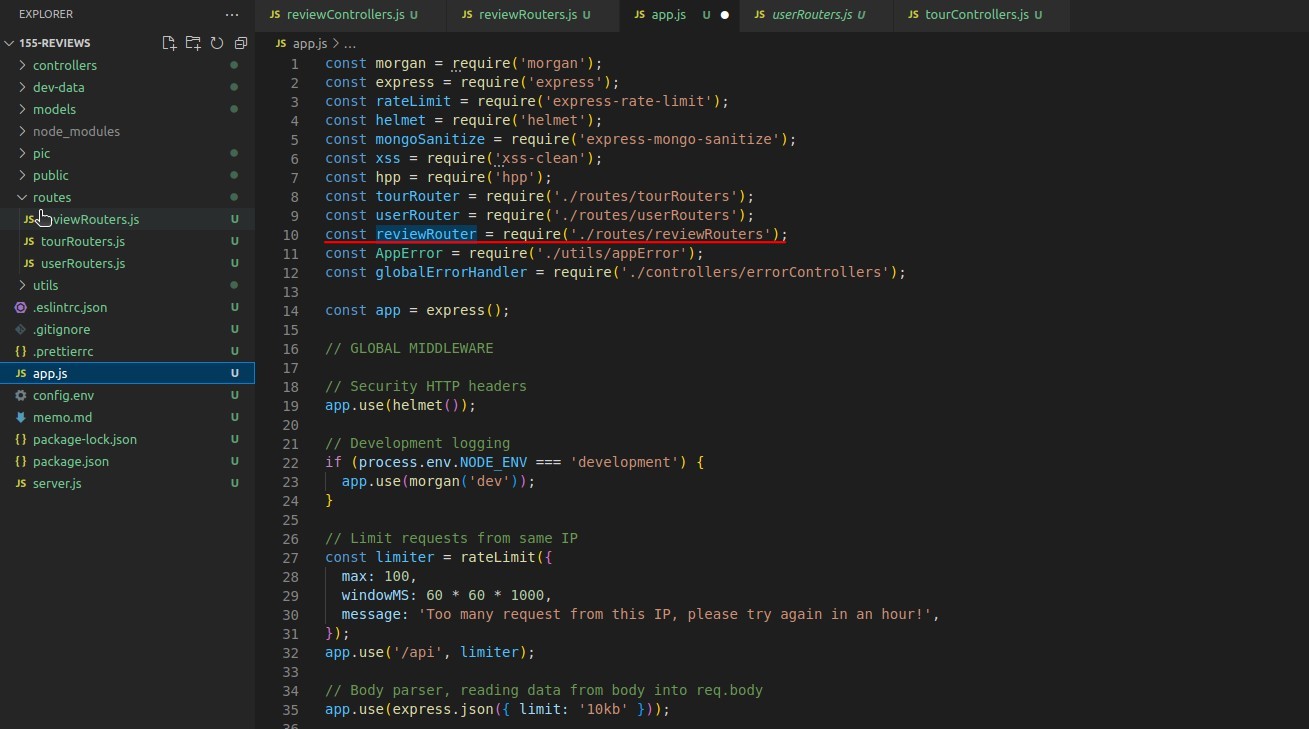 EXPLORER ...
155-REVIEWS
controllers
dev-data
models
node_modules
pic
public
routes
viewRouters.js U
tourRouters.js U
userRouters.js U
utils
.eslintrc.json U
.gitignore U
.prettierrc U
app.js U
config.env U
memo.md U
package-lock.json U
package.json U
server.js U
JS reviewControllers.js U JS reviewRouters.js U JS app.js U JS userRouters.js U JS tourControllers.js U
JS app.js > ...
1 const morgan = require('morgan');
2 const express = require('express');
3 const rateLimit = require('express-rate-limit');
4 const helmet = require('helmet');
5 const mongoSanitize = require('express-mongo-sanitize');
6 const xss = require('xss-clean');
7 const hpp = require('hpp');
8 const tourRouter = require('./routes/tourRouters');
9 const userRouter = require('./routes/userRouters');
10 const reviewRouter = require('./routes/reviewRouters');
11 const AppError = require('./utils/appError');
12 const globalErrorHandler = require('./controllers/errorControllers');
13
14 const app = express();
15
16 // GLOBAL MIDDLEWARE
17
18 // Security HTTP headers
19 app.use(helmet());
20
21 // Development logging
22 if (process.env.NODE_ENV === 'development') {
23 app.use(morgan('dev'));
24 }
25
26 // Limit requests from same IP
27 const limiter = rateLimit({
28 max: 100,
29 windowMS: 60 * 60 * 1000,
30 message: 'Too many request from this IP, please try again in an hour!',
31 });
32 app.use('/api', limiter);
33
34 // Body parser, reading data from body into req.body
35 app.use(express.json({ limit: '10kb' }));